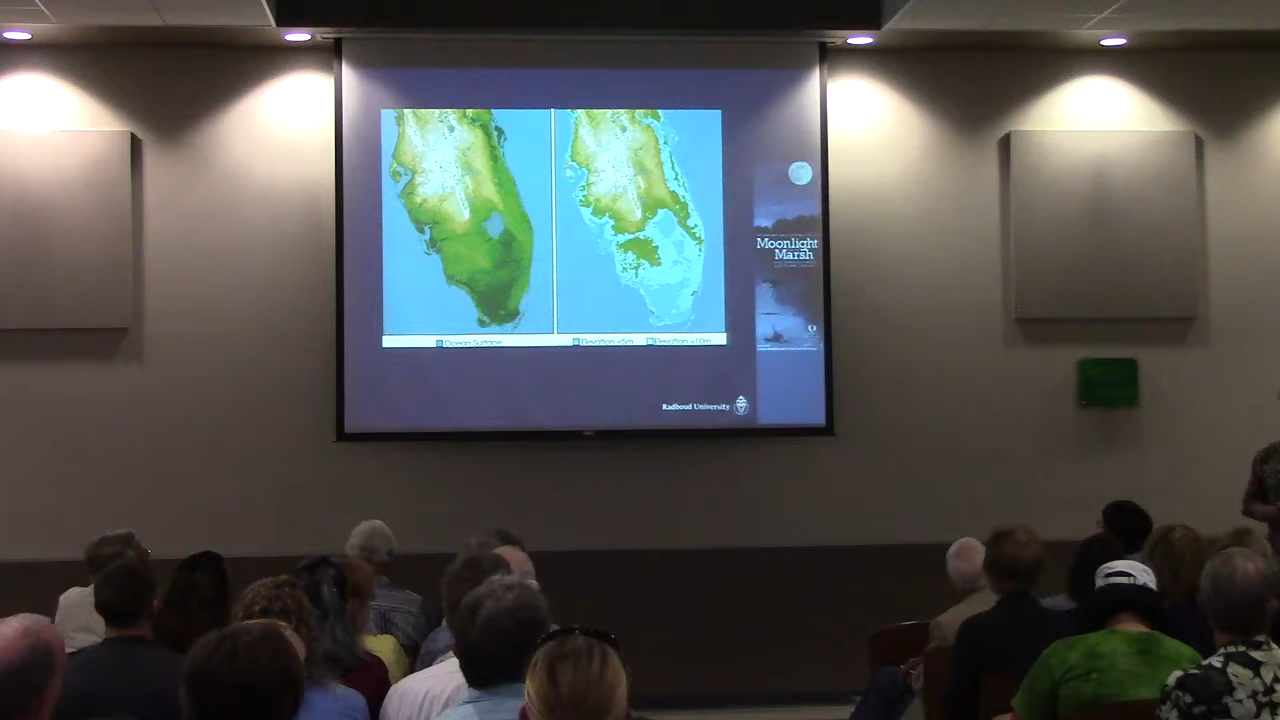 Moonlight
Marsh
Ocean Surface
Elevation <5m
Elevation <10m
Radboud University